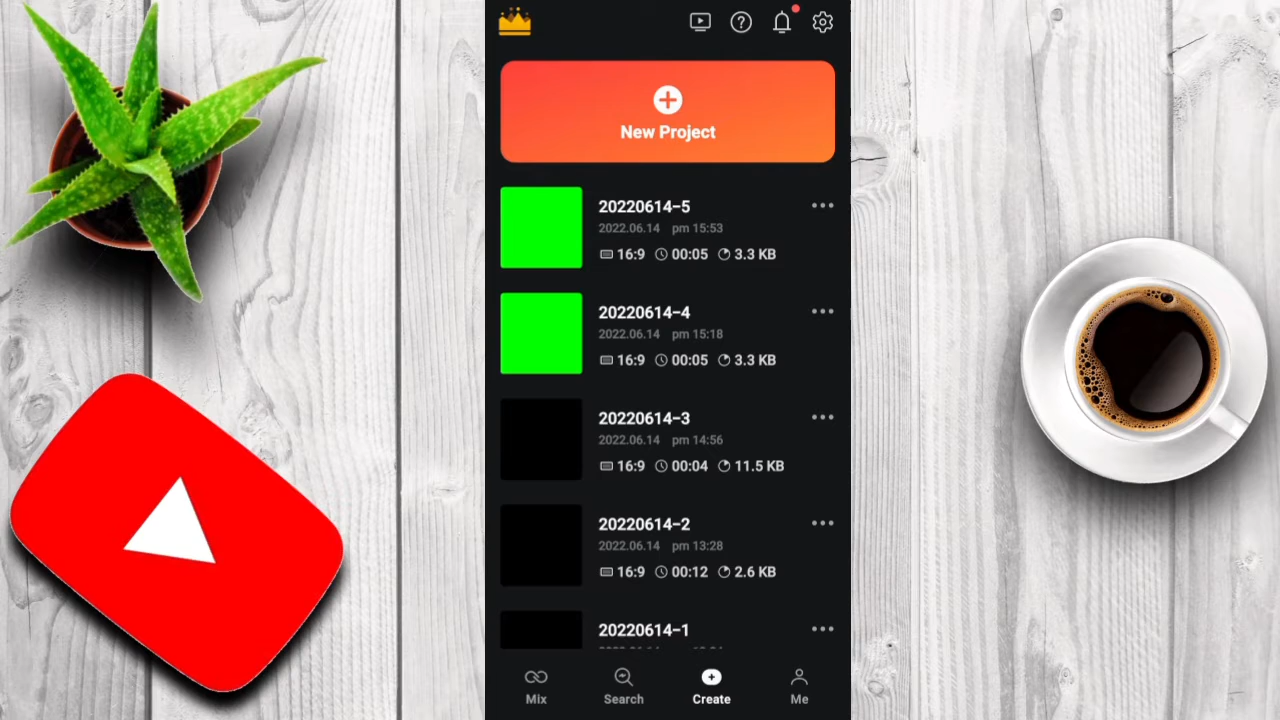 New Project
20220614-5
2022.06.14 pm 15:53
16:9 00:05 3.3 KB
20220614-4
2022.06.14 pm 15:18
16:9 00:05 3.3 KB
20220614-3
2022.06.14 pm 14:56
16:9 00:04 11.5 KB
20220614-2
2022.06.14 pm 13:28
16:9 00:12 2.6 KB
20220614-1
Mix Search Create Me